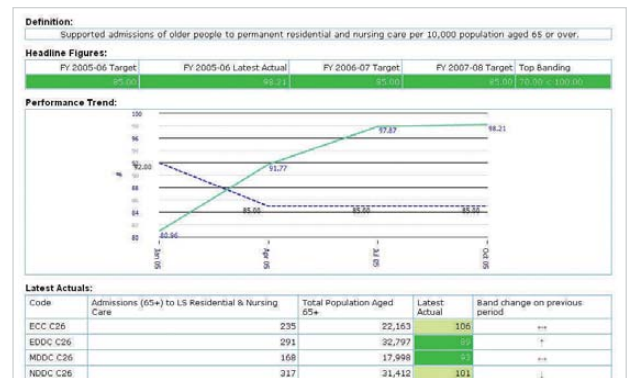 Definition:
Supported admissions of older people to permanent residential and nursing care per 10,000 population aged 65 or over.
Headline Figures:
FY 2005-06 Target FY 2005-06 Latest Actual FY 2006-07 Target FY 2007-08 Target Top Banding
85.00 98.21 85.00 85.00 70.00 < 100.00
Performance Trend:
100
96
92.00
88
84
80
80.96
91.77
97.87
98.21
85.00 85.00 85.00
Jan 05 Apr 05 Jul 05 Oct 05
Latest Actuals:
Code Admissions (65+) to LS Residential & Nursing Care Total Population Aged 65+ Latest Actual Band change on previous period
ECC C26 235 22,163 106 ↔
EDDC C26 291 32,797 89 ↑
MDDC C26 168 17,998 93 ↔
NDDC C26 317 31,412 101 ↓